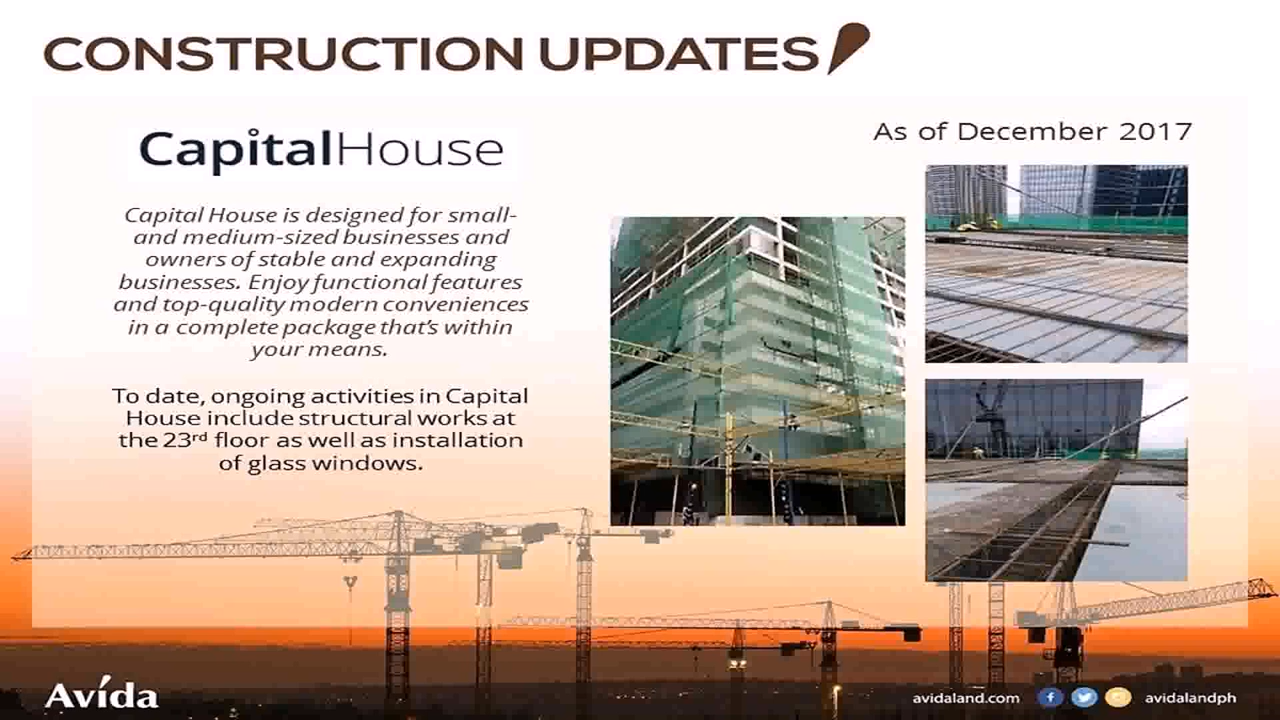 CONSTRUCTION UPDATES
CapitalHouse
As of December 2017
Capital House is designed for small-
and medium-sized businesses and
owners of stable and expanding
businesses. Enjoy functional features
and top-quality modern conveniences
in a complete package that's within
your means.
To date, ongoing activities in Capital
House include structural works at
the 23rd floor as well as installation
of glass windows.
Avida
avidaland.com
avidalandph